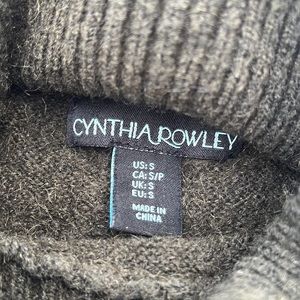 CYNTHIA ROWLEY
US: S
CA: S/P
UK: S
EU: S
MADE IN
CHINA